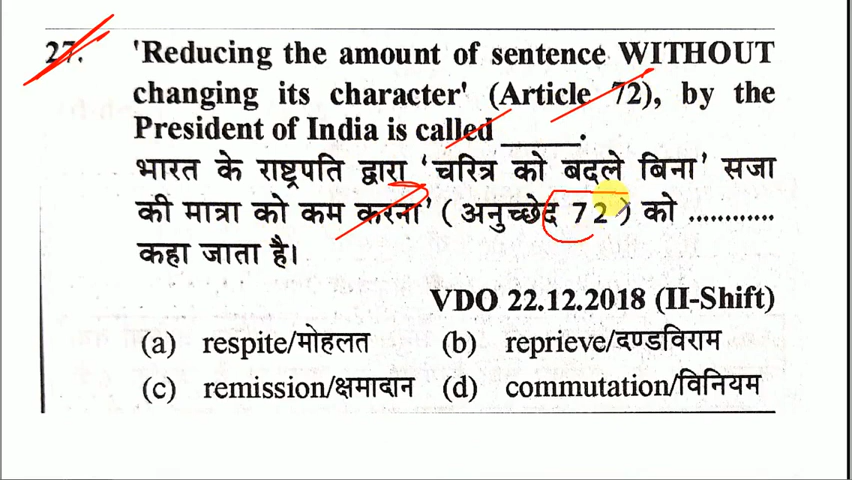 27. 'Reducing the amount of sentence WITHOUT
changing its character' (Article 72), by the
President of India is called _____.
भारत के राष्ट्रपति द्वारा ‘चरित्र को बदले बिना’ सजा
की मात्रा को कम करना’ ( अनुच्छेद 72) को ............
कहा जाता है।
VDO 22.12.2018 (II-Shift)
(a) respite/मोहलत (b) reprieve/दण्डविराम
(c) remission/क्षमादान (d) commutation/विनियम